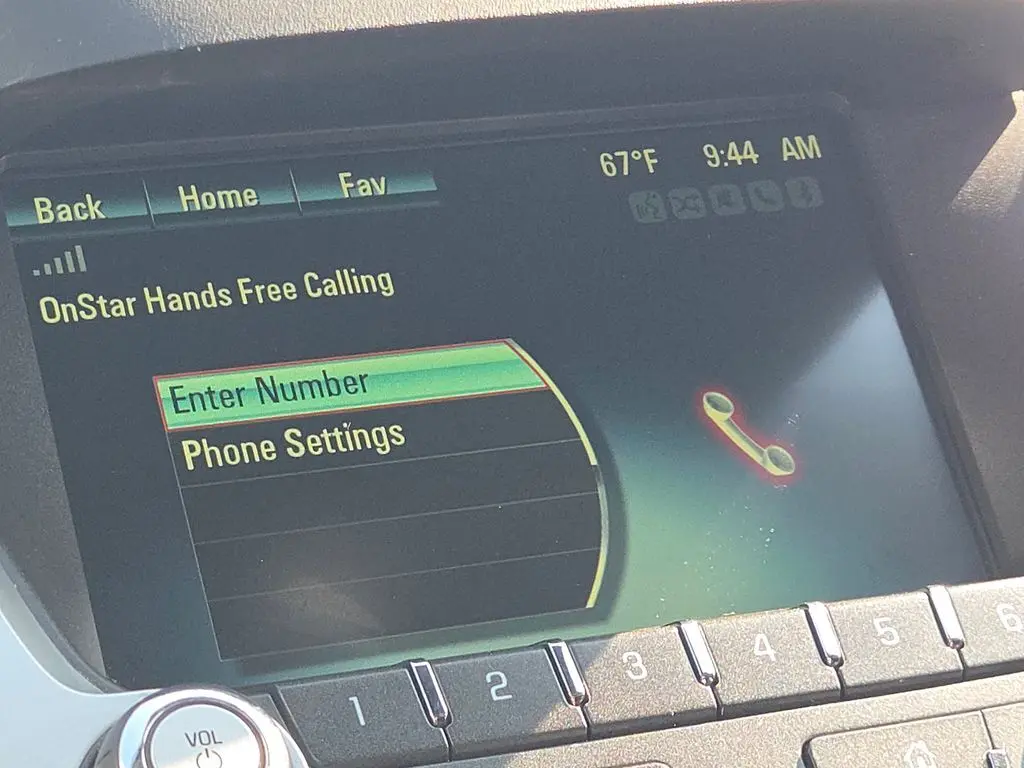 Back Home Fav 67°F 9:44 AM
OnStar Hands Free Calling
Enter Number
Phone Settings
1 2 3 4 5 6
VOL